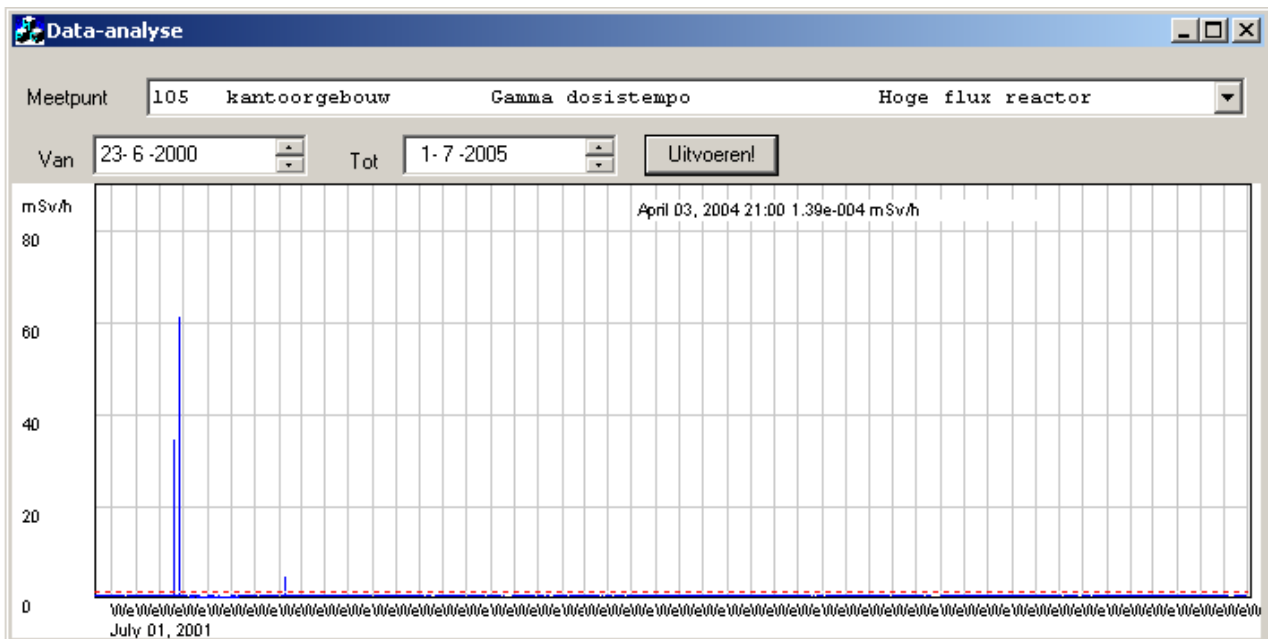 Data-analyse
Meetpunt 105 kantoorgebouw Gamma dosistempo Hoge flux reactor
Van 23- 6 -2000 Tot 1- 7 -2005 Uitvoeren!
mSv/h
April 03, 2004 21:00 1.39e-004 mSv/h
80
60
40
20
0
July 01, 2001